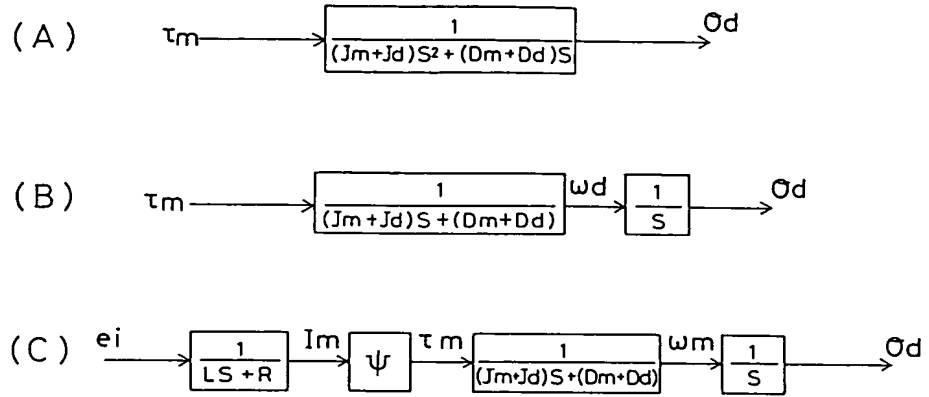 (A) τm 1 θd
(Jm+Jd)S²+(Dm+Dd)S
(B) τm 1 ωd 1 θd
(Jm+Jd)S+(Dm+Dd) S
(C) ei 1 Im ψ τm 1 ωm 1 θd
LS+R (Jm+Jd)S+(Dm+Dd) S